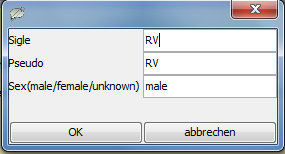 Sigle RV
Pseudo RV
Sex(male/female/unknown) male
OK abbrechen